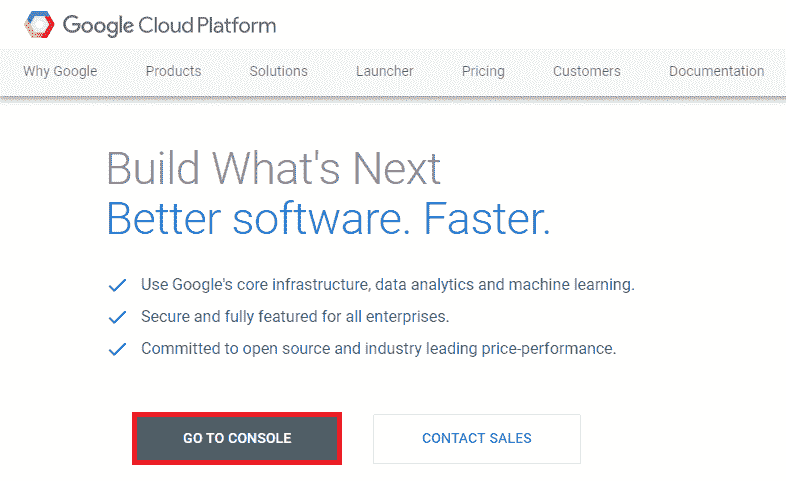 Google Cloud Platform
Why Google Products Solutions Launcher Pricing Customers Documentation
Build What's Next
Better software. Faster.
Use Google's core infrastructure, data analytics and machine learning.
Secure and fully featured for all enterprises.
Committed to open source and industry leading price-performance.
GO TO CONSOLE CONTACT SALES